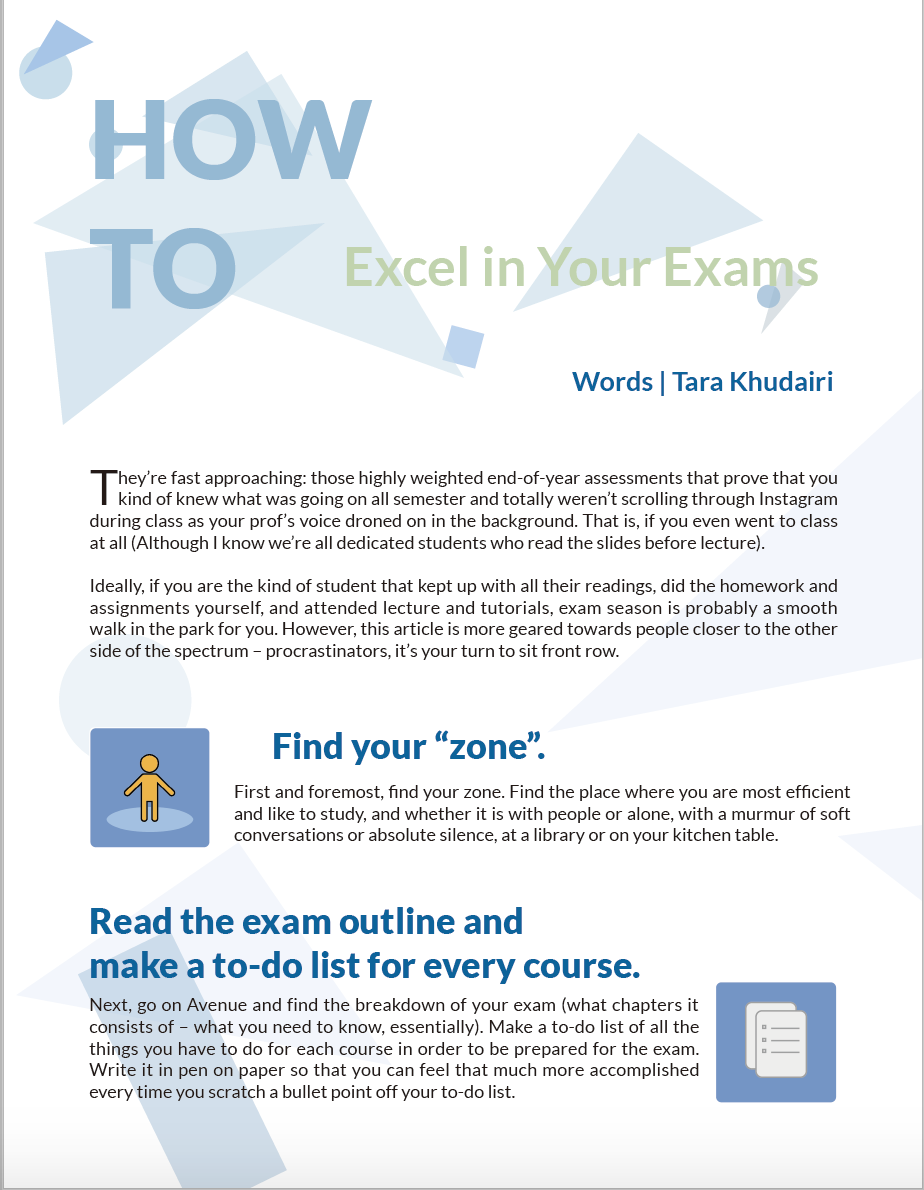 HOW
TO
Excel in Your Exams
Words | Tara Khudairi
They’re fast approaching: those highly weighted end-of-year assessments that prove that you
kind of knew what was going on all semester and totally weren’t scrolling through Instagram
during class as your prof’s voice droned on in the background. That is, if you even went to class
at all (Although I know we’re all dedicated students who read the slides before lecture).
Ideally, if you are the kind of student that kept up with all their readings, did the homework and
assignments yourself, and attended lecture and tutorials, exam season is probably a smooth
walk in the park for you. However, this article is more geared towards people closer to the other
side of the spectrum – procrastinators, it’s your turn to sit front row.
Find your “zone”.
First and foremost, find your zone. Find the place where you are most efficient
and like to study, and whether it is with people or alone, with a murmur of soft
conversations or absolute silence, at a library or on your kitchen table.
Read the exam outline and
make a to-do list for every course.
Next, go on Avenue and find the breakdown of your exam (what chapters it
consists of – what you need to know, essentially). Make a to-do list of all the
things you have to do for each course in order to be prepared for the exam.
Write it in pen on paper so that you can feel that much more accomplished
every time you scratch a bullet point off your to-do list.